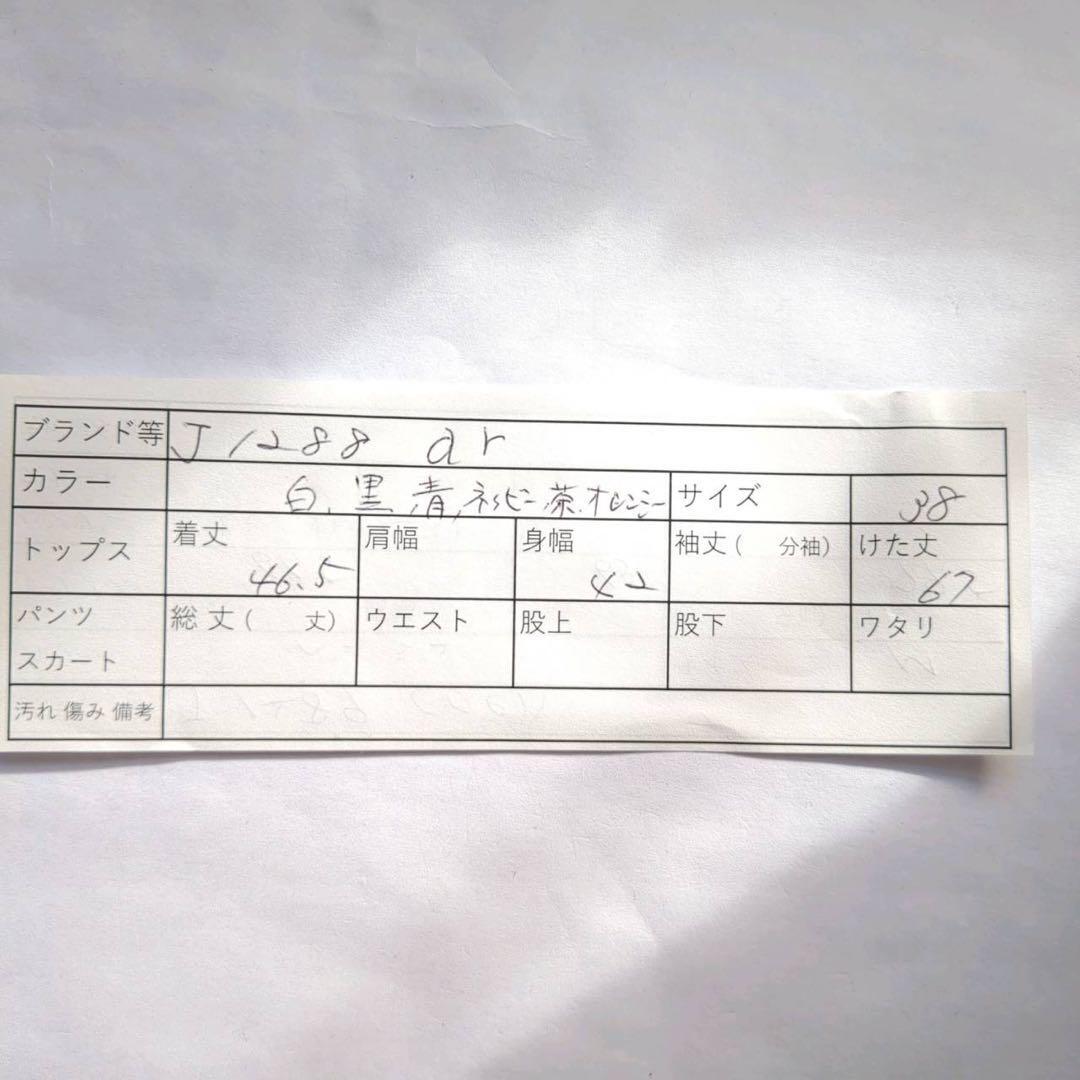 ブランド等 J1288 ar
カラー 白、黒、青、ネイビー、茶、オレンジ サイズ 38
トップス 着丈 46.5 肩幅 身幅 42 袖丈(　分袖) けた丈 67
パンツ スカート 総丈(　丈) ウエスト 股上 股下 ワタリ
汚れ 傷み 備考